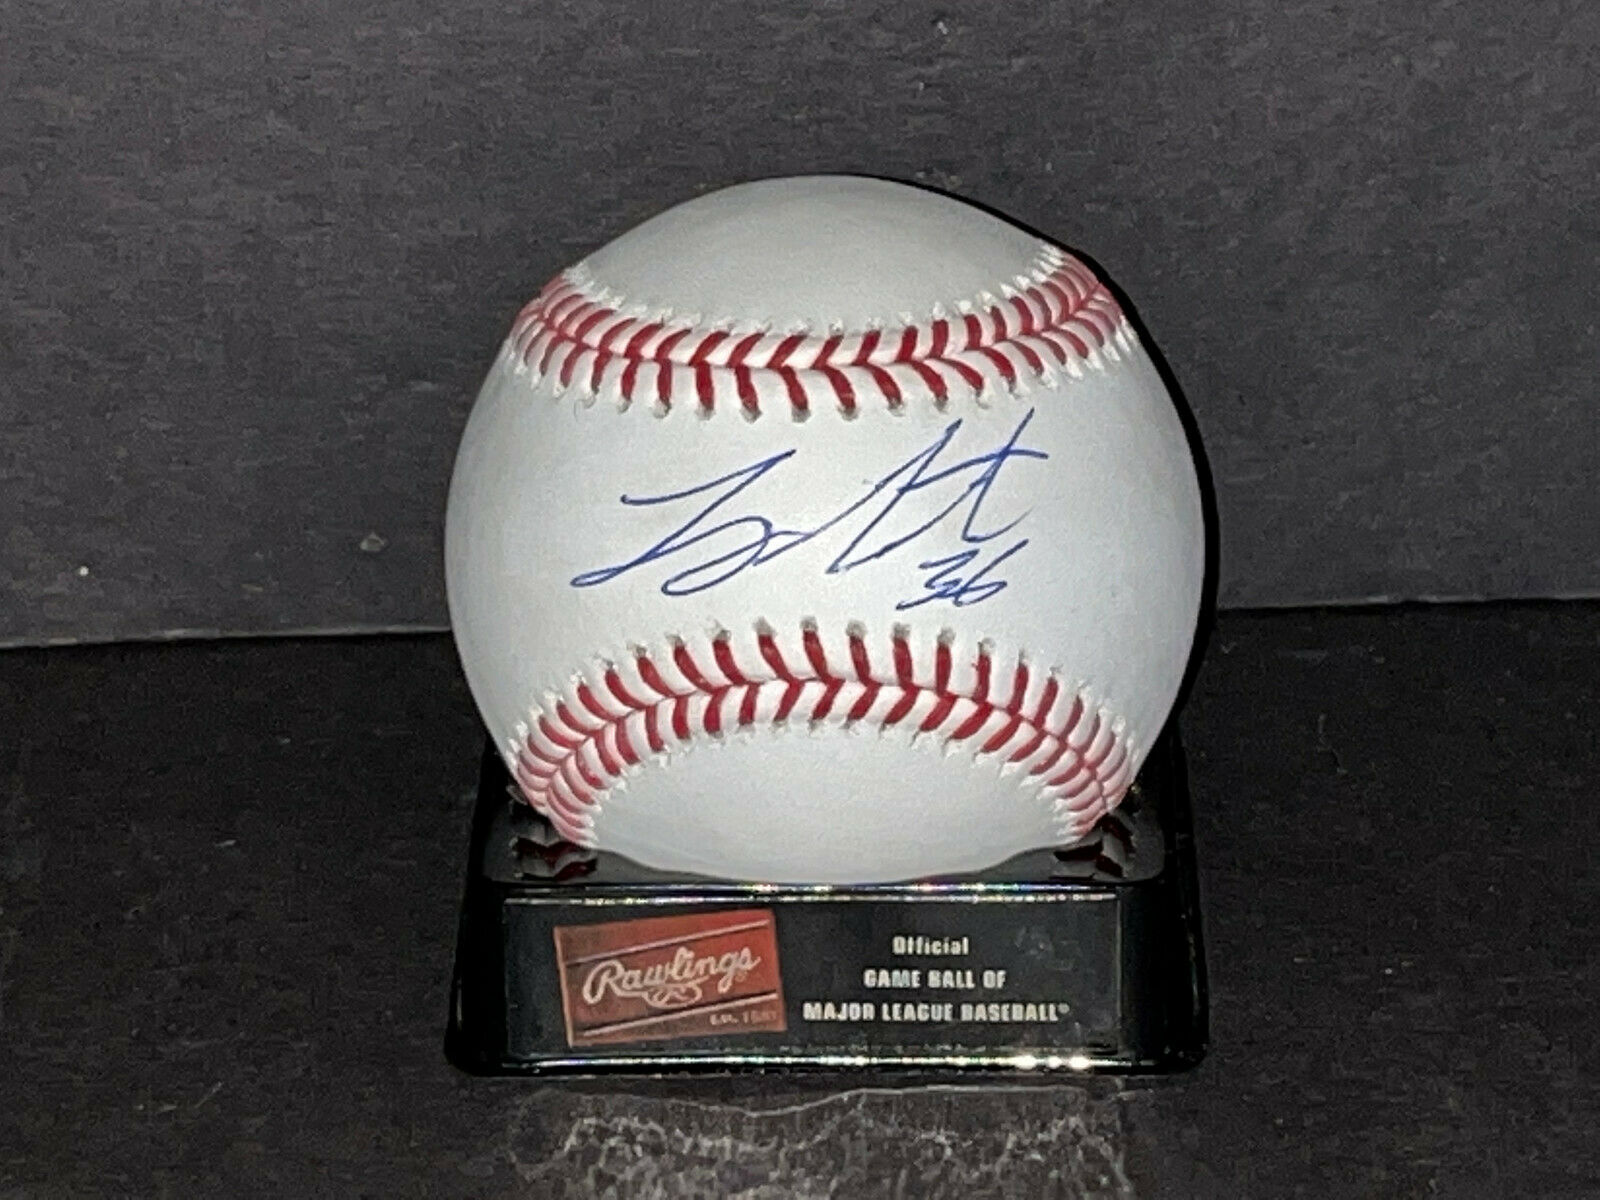 36
Rawlings
Official
GAME BALL OF
MAJOR LEAGUE BASEBALL®